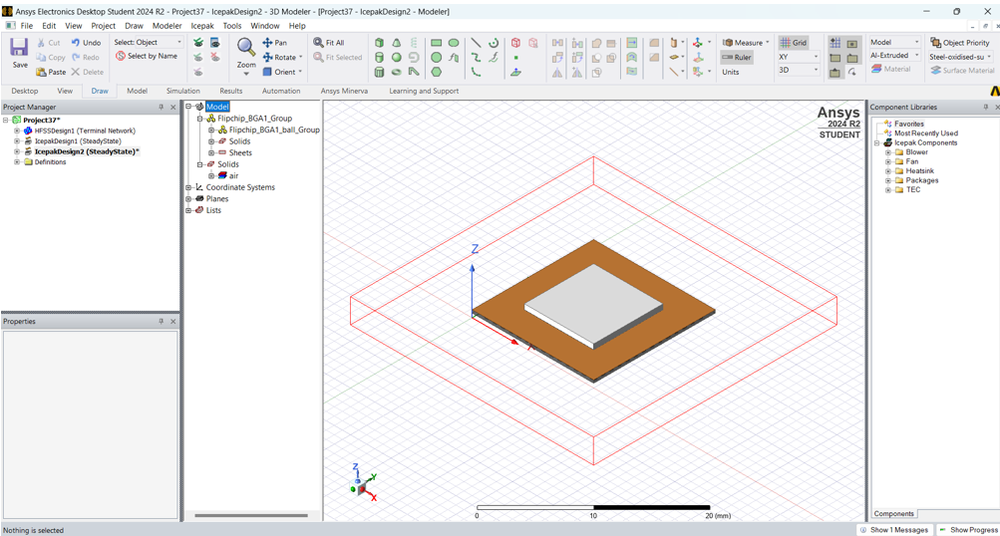 Ansys Electronics Desktop Student 2024 R2 - Project37 - IcepakDesign2 - 3D Modeler - [Project37 - IcepakDesign2 - Modeler]
File Edit View Project Draw Modeler Icepak Tools Window Help
Save
Cut Undo
Copy Redo
Paste Delete
Select: Object
Select by Name
Zoom
Pan
Rotate
Orient
Fit All
Fit Selected
Measure
Ruler
Units
Grid
XY
3D
Model
Al-Extruded
Material
Object Priority
Steel-oxidised-su
Surface Material
Desktop View Draw Model Simulation Results Automation Ansys Minerva Learning and Support
Project Manager
Project37*
HFSSDesign1 (Terminal Network)
IcepakDesign1 (SteadyState)
IcepakDesign2 (SteadyState)*
Definitions
Properties
Nothing is selected
Model
Flipchip_BGA1_Group
Flipchip_BGA1_ball_Group
Solids
Sheets
Solids
air
Coordinate Systems
Planes
Lists
Ansys
2024 R2
STUDENT
Z
X
Z
Y
X
0 10 20 (mm)
Component Libraries
Favorites
Most Recently Used
Icepak Components
Blower
Fan
Heatsink
Packages
TEC
Components
Show 1 Messages Show Progress